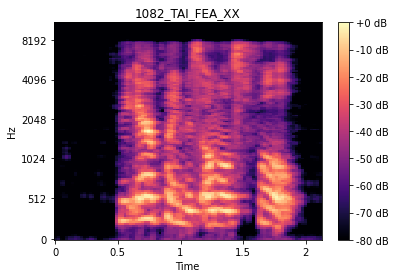 1082_TAI_FEA_XX
+0 dB
8192
-10 dB
-20 dB
4096
-30 dB
2048
-40 dB
Hz
1024
-50 dB
512
-60 dB
-70 dB
0
-80 dB
0
0.5
1
1.5
2
Time